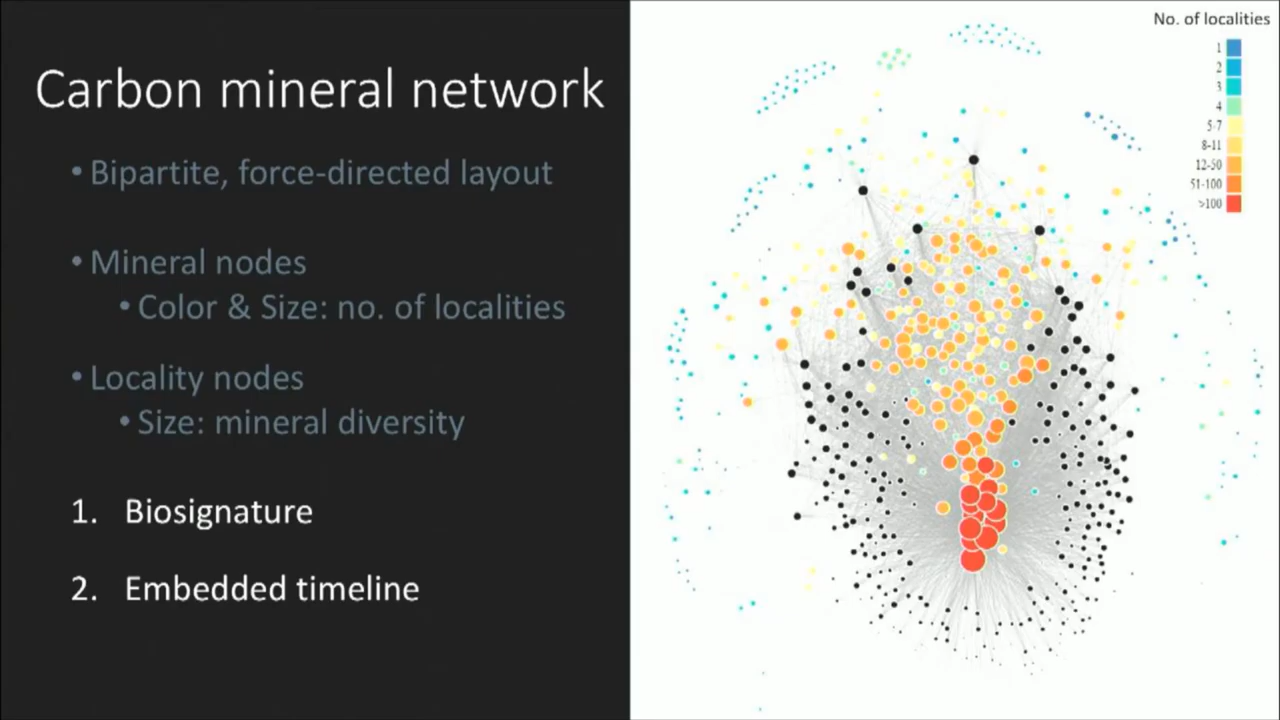 Carbon mineral network
• Bipartite, force-directed layout
• Mineral nodes
• Color & Size: no. of localities
• Locality nodes
• Size: mineral diversity
1. Biosignature
2. Embedded timeline
No. of localities
1
2
3
4
5-7
8-11
12-50
51-100
>100